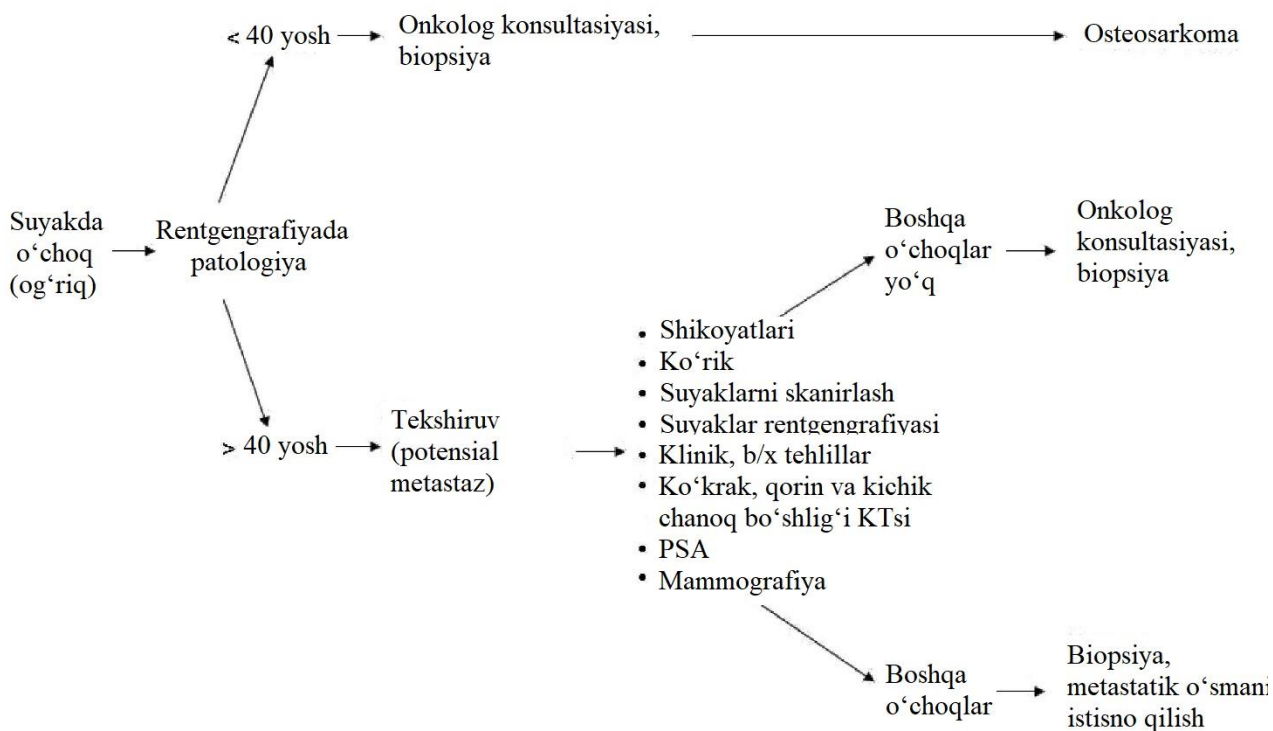 < 40 yosh
Onkolog konsultasiyasi,
biopsiya
Osteosarkoma
Suyakda
o‘choq
(og‘riq)
Rentgengrafiyada
patologiya
> 40 yosh
Tekshiruv
(potensial
metastaz)
• Shikoyatlari
• Ko‘rik
• Suyaklarni skanirlash
• Suyaklar rentgengrafiyasi
• Klinik, b/x tehlillar
• Ko‘krak, qorin va kichik
chanoq bo‘shlig‘i KTsi
• PSA
• Mammografiya
Boshqa
o‘choqlar
yo‘q
Onkolog
konsultasiyasi,
biopsiya
Boshqa
o‘choqlar
Biopsiya,
metastatik o‘smani
istisno qilish